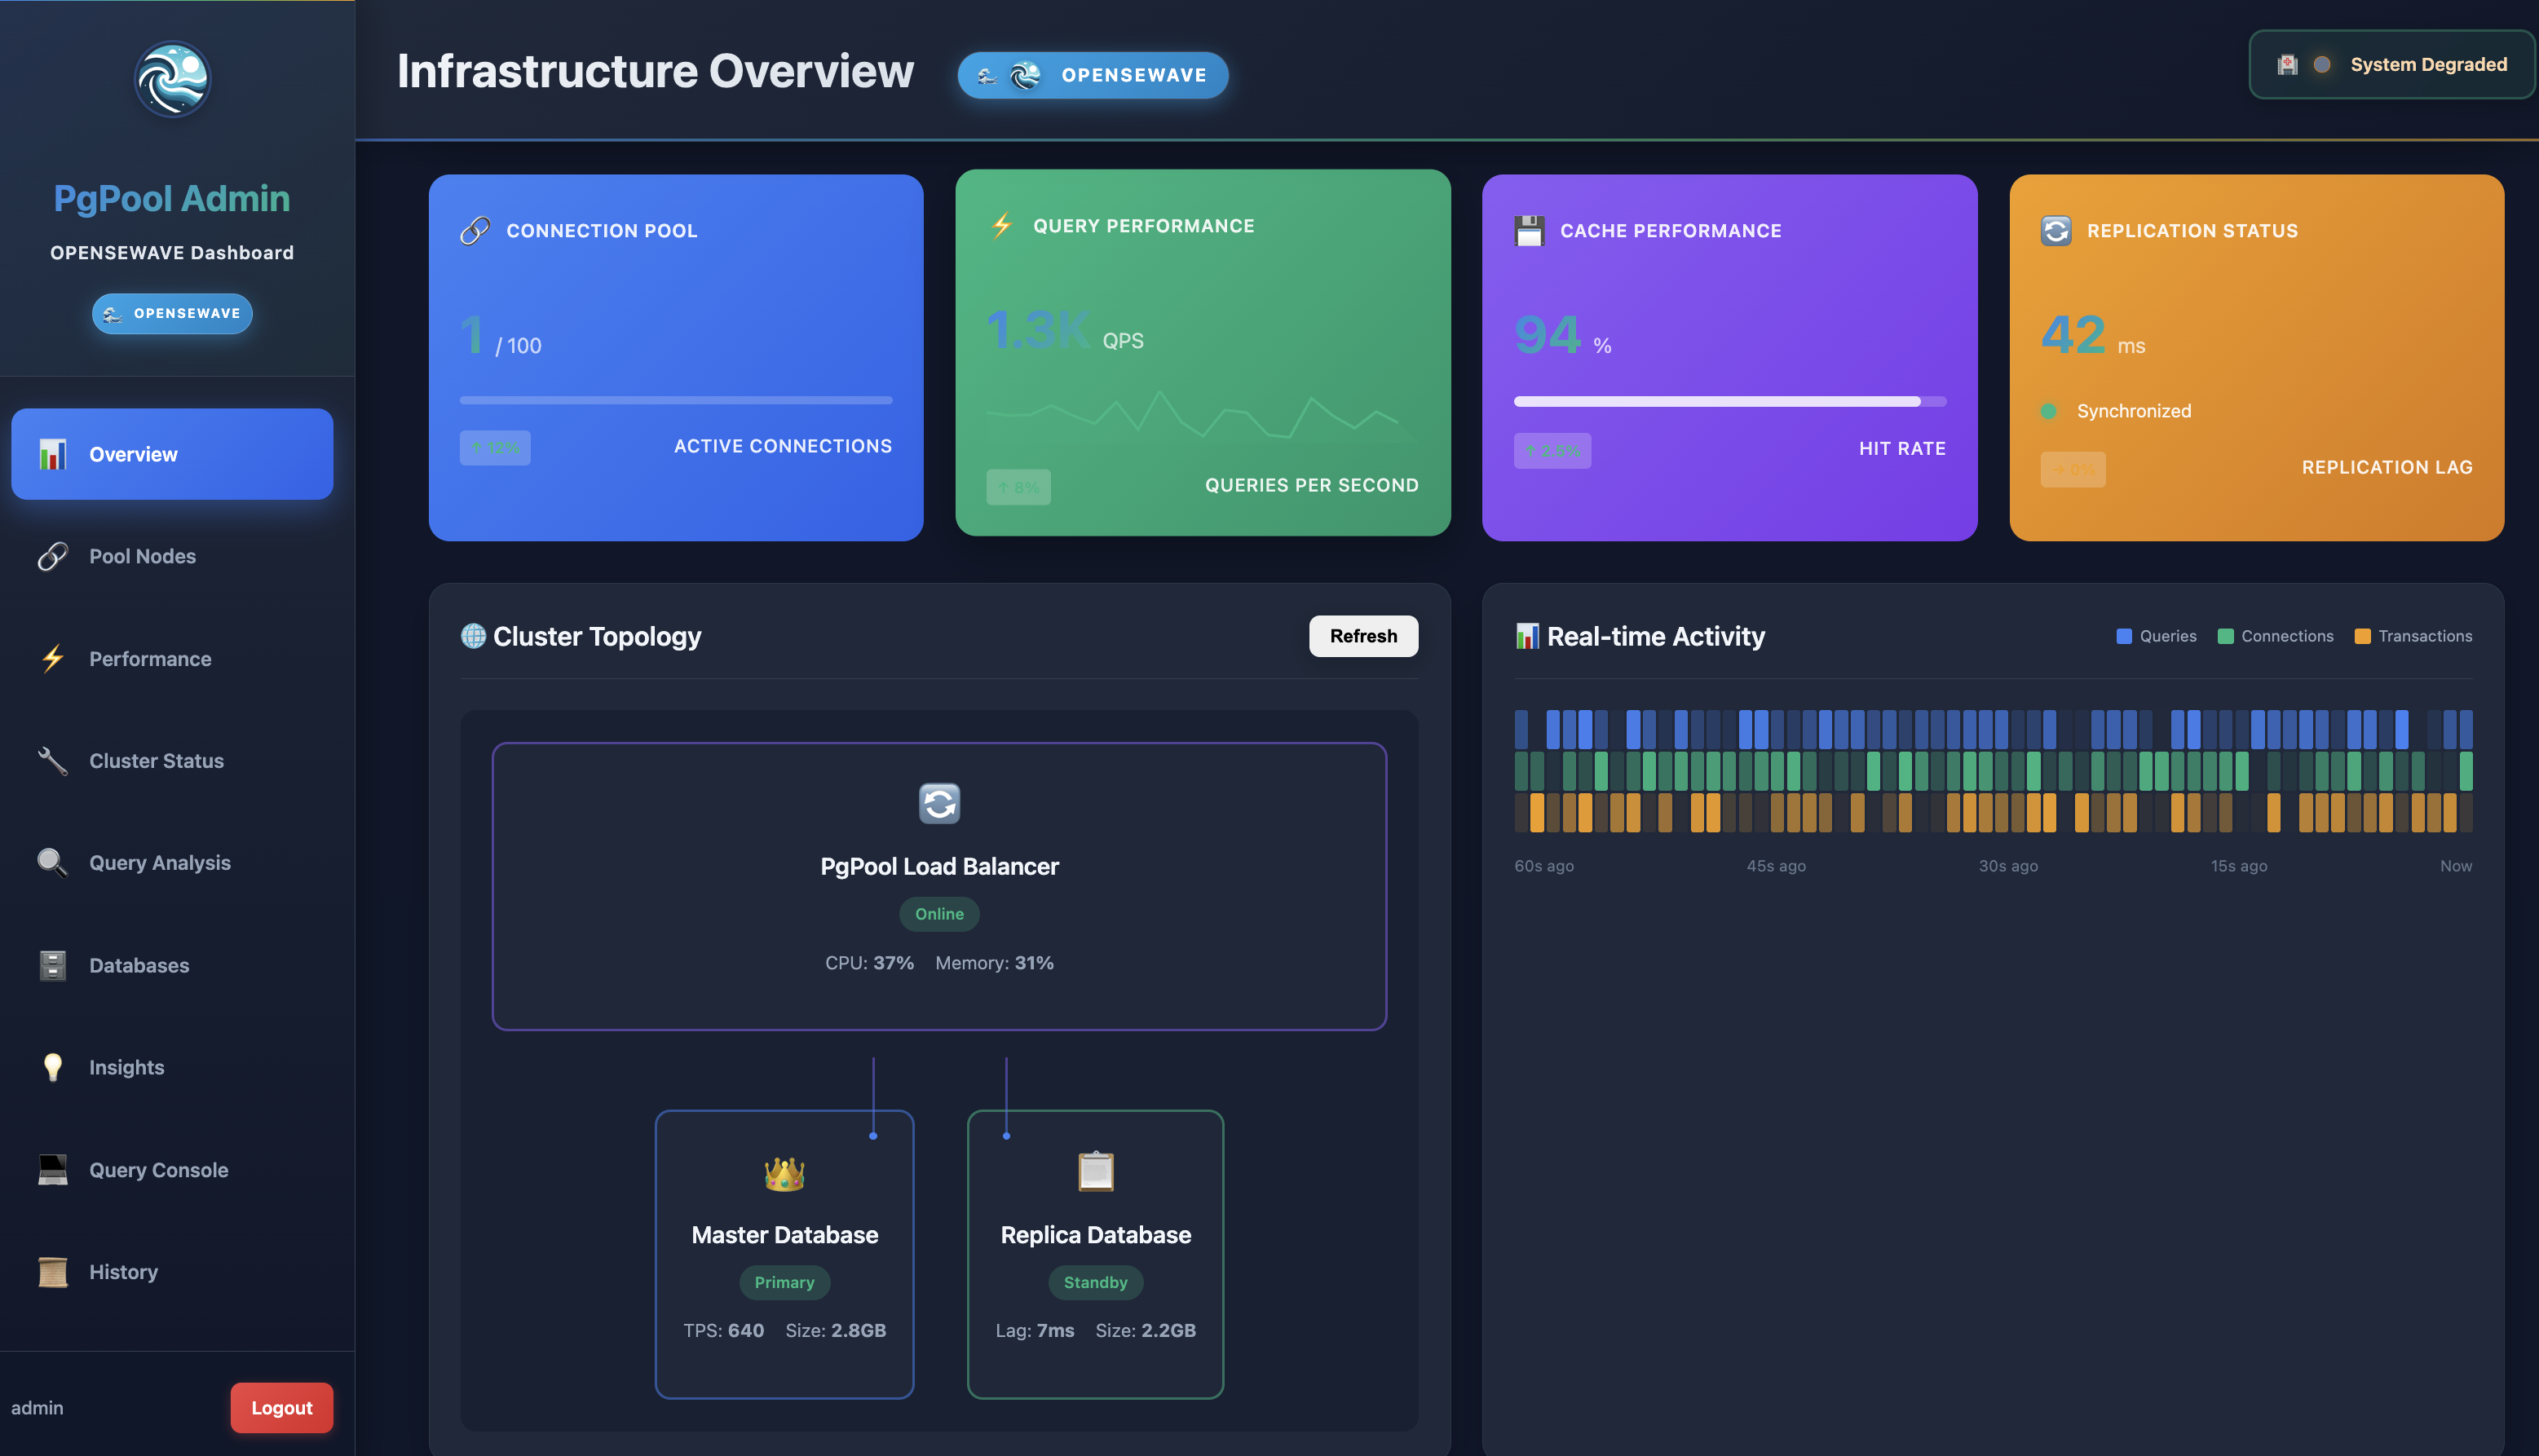 PgPool Admin
OPENSEWAVE Dashboard
OPENSEWAVE
Overview
Pool Nodes
Performance
Cluster Status
Query Analysis
Databases
Insights
Query Console
History
admin
Logout
Infrastructure Overview
OPENSEWAVE
System Degraded
CONNECTION POOL
1 / 100
↑ 12%
ACTIVE CONNECTIONS
QUERY PERFORMANCE
1.3K QPS
↑ 8%
QUERIES PER SECOND
CACHE PERFORMANCE
94 %
↑ 2.5%
HIT RATE
REPLICATION STATUS
42 ms
Synchronized
→ 0%
REPLICATION LAG
Cluster Topology
Refresh
PgPool Load Balancer
Online
CPU: 37% Memory: 31%
Master Database
Primary
TPS: 640 Size: 2.8GB
Replica Database
Standby
Lag: 7ms Size: 2.2GB
Real-time Activity
Queries Connections Transactions
60s ago 45s ago 30s ago 15s ago Now